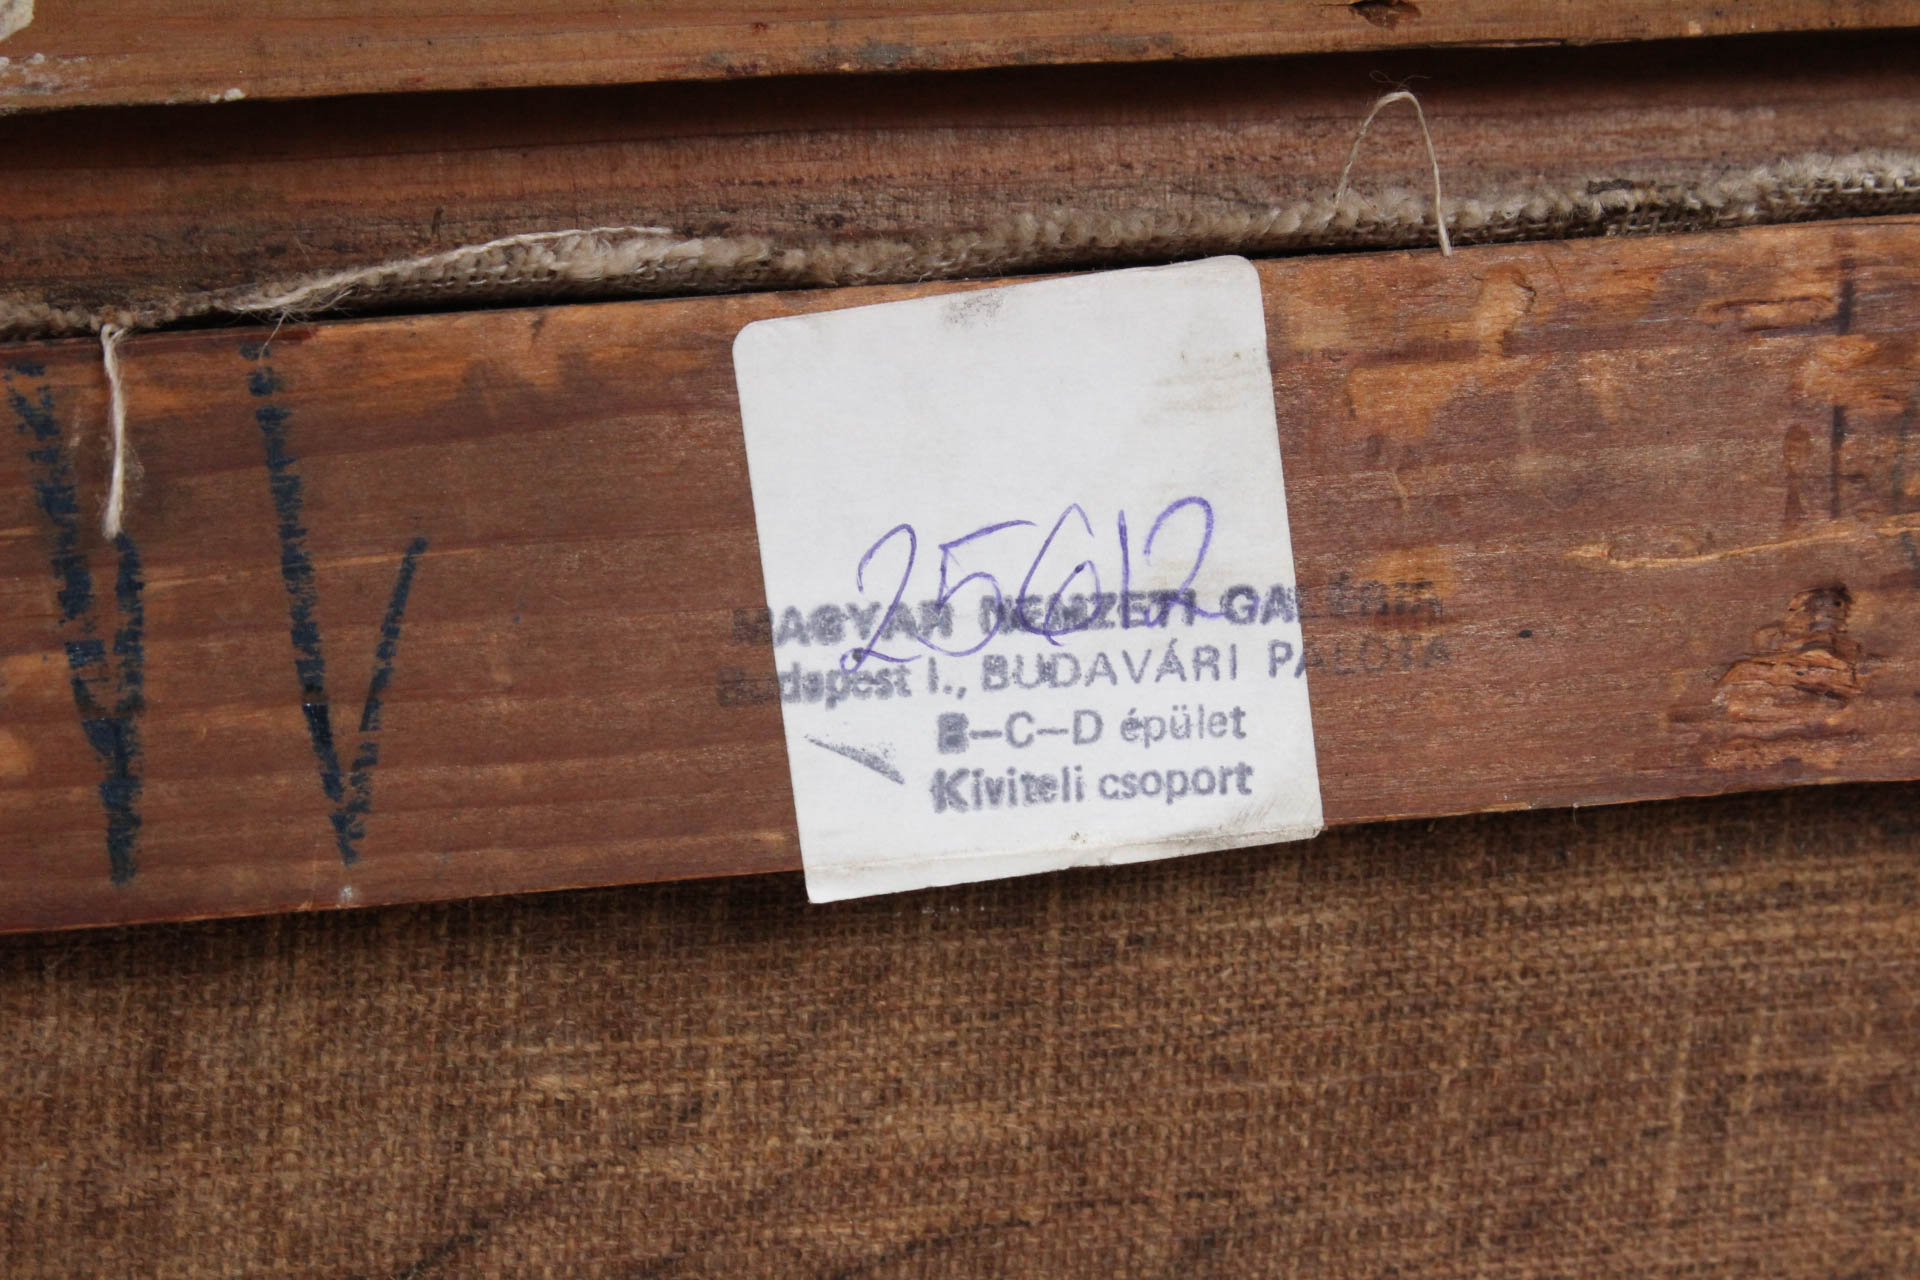 25612
MAGYAR NEMZETI GALÉRIA
Budapest I., BUDAVÁRI PALOTA
B–C–D épület
Kiviteli csoport